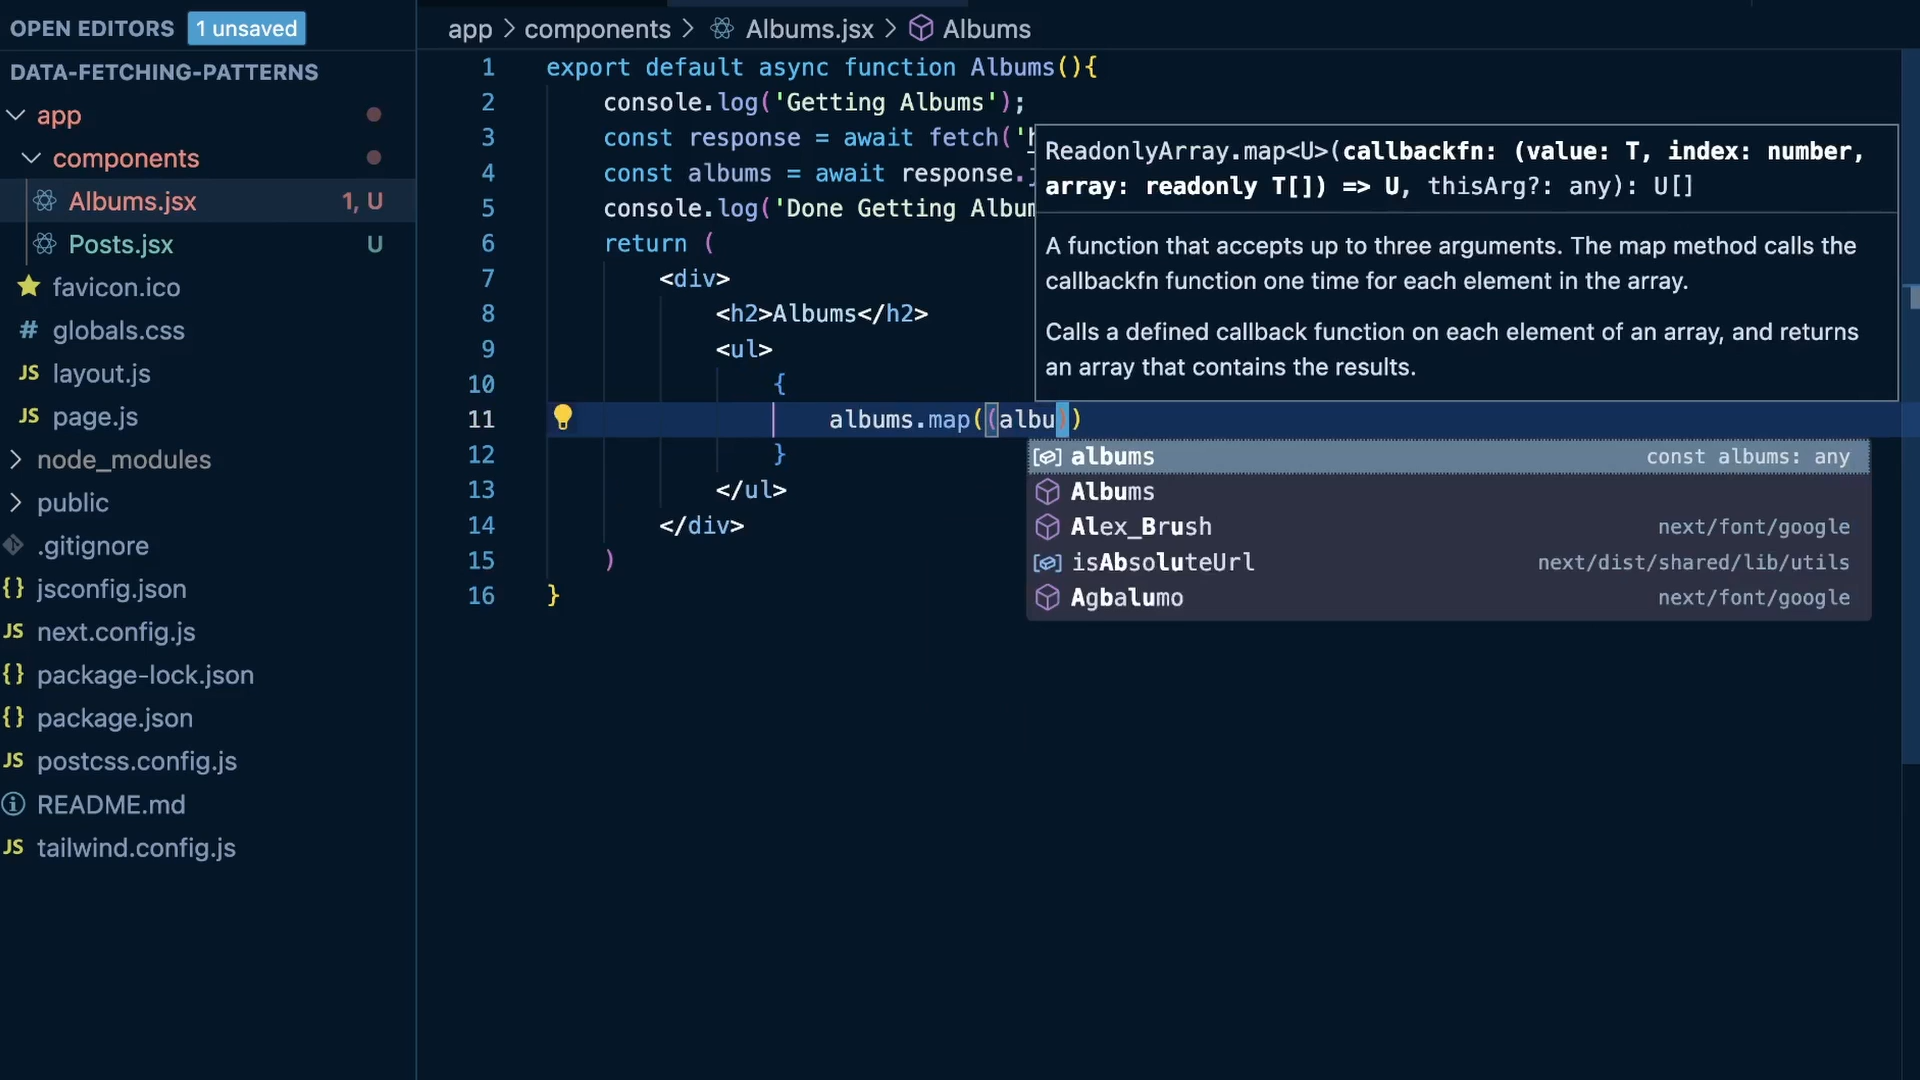 OPEN EDITORS 1 unsaved
DATA-FETCHING-PATTERNS
app
components
Albums.jsx 1, U
Posts.jsx U
favicon.ico
# globals.css
JS layout.js
JS page.js
node_modules
public
.gitignore
{} jsconfig.json
JS next.config.js
{} package-lock.json
{} package.json
JS postcss.config.js
README.md
JS tailwind.config.js
app > components > Albums.jsx > Albums
1 export default async function Albums(){
2 console.log('Getting Albums');
3 const response = await fetch('h
4 const albums = await response.j
5 console.log('Done Getting Album
6 return (
7 <div>
8 <h2>Albums</h2>
9 <ul>
10 {
11 albums.map((albu))
12 }
13 </ul>
14 </div>
15 )
16 }
ReadonlyArray.map<U>(callbackfn: (value: T, index: number,
array: readonly T[]) => U, thisArg?: any): U[]
A function that accepts up to three arguments. The map method calls the
callbackfn function one time for each element in the array.
Calls a defined callback function on each element of an array, and returns
an array that contains the results.
albums const albums: any
Albums
Alex_Brush next/font/google
isAbsoluteUrl next/dist/shared/lib/utils
Agbalumo next/font/google